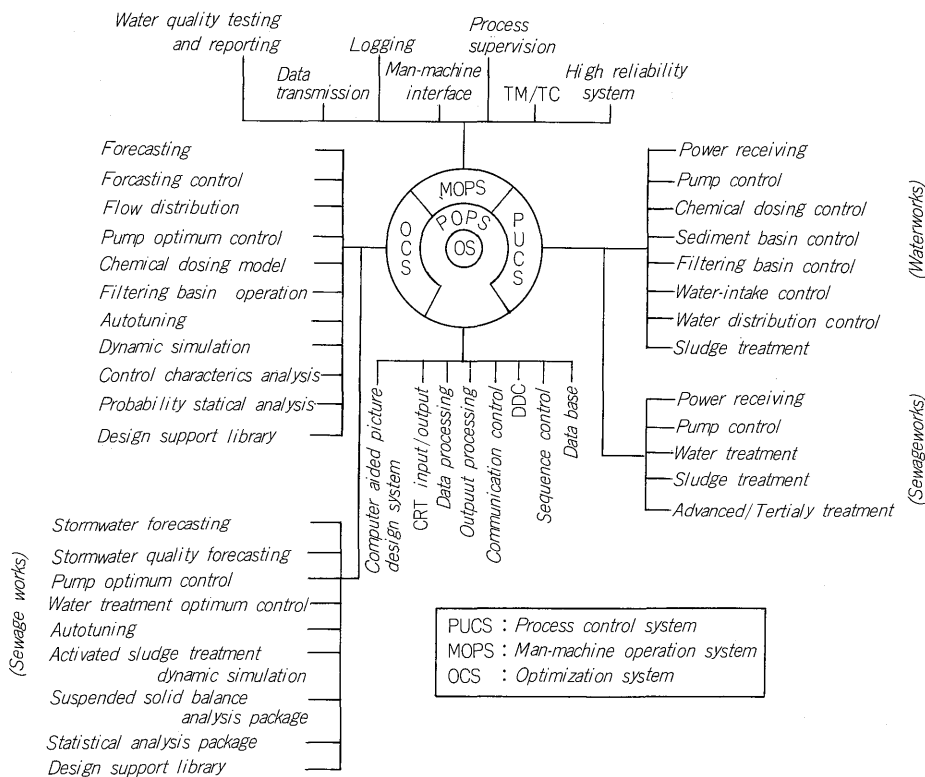 Water quality testing
and reporting
Logging
Process
supervision
Data
transmission
Man-machine
interface
TM/TC
High reliability
system
Forecasting
Forcasting control
Flow distribution
Pump optimum control
Chemical dosing model
Filtering basin operation
Autotuning
Dynamic simulation
Control characterics analysis
Probability statical analysis
Design support library
MOPS
POPS
OS
OCS
PUCS
Power receiving
Pump control
Chemical dosing control
Sediment basin control
Filtering basin control
Water-intake control
Water distribution control
Sludge treatment
(Waterworks)
Power receiving
Pump control
Water treatment
Sludge treatment
Advanced/Tertialy treatment
(Sewageworks)
Computer aided picture
design system
CRT input/output
Data processing
Outpuut processing
Communication control
DDC
Sequence control
Data base
(Sewage works)
Stormwater forecasting
Stormwater quality forecasting
Pump optimum control
Water treatment optimum control
Autotuning
Activated sludge treatment
dynamic simulation
Suspended solid balance
analysis package
Statistical analysis package
Design support library
PUCS : Process control system
MOPS : Man-machine operation system
OCS : Optimization system